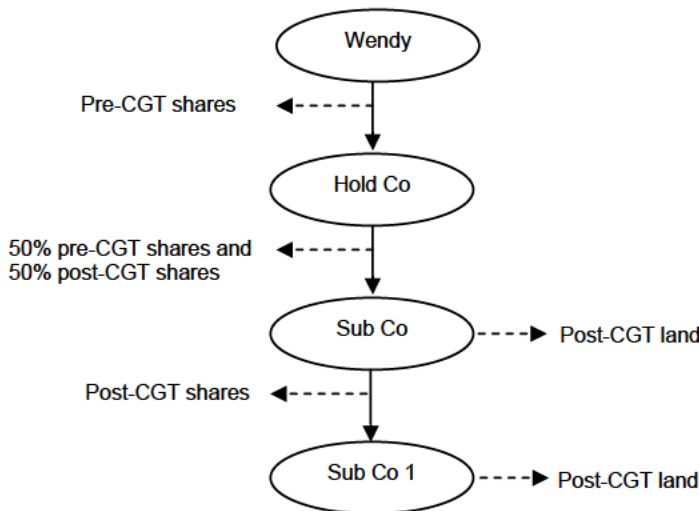 Wendy
Pre-CGT shares
Hold Co
50% pre-CGT shares and
50% post-CGT shares
Sub Co
Post-CGT land
Post-CGT shares
Sub Co 1
Post-CGT land